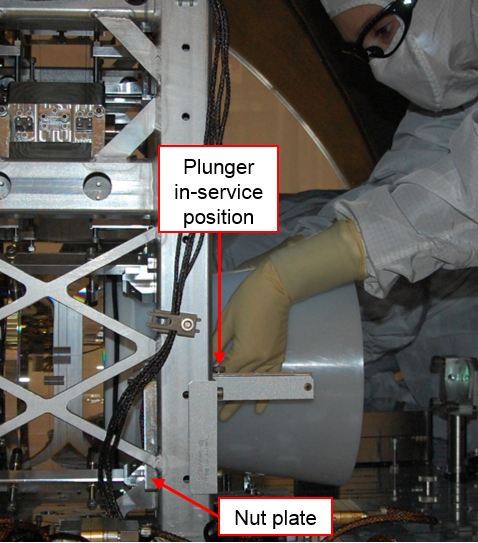 Plunger
in-service
position
Nut plate